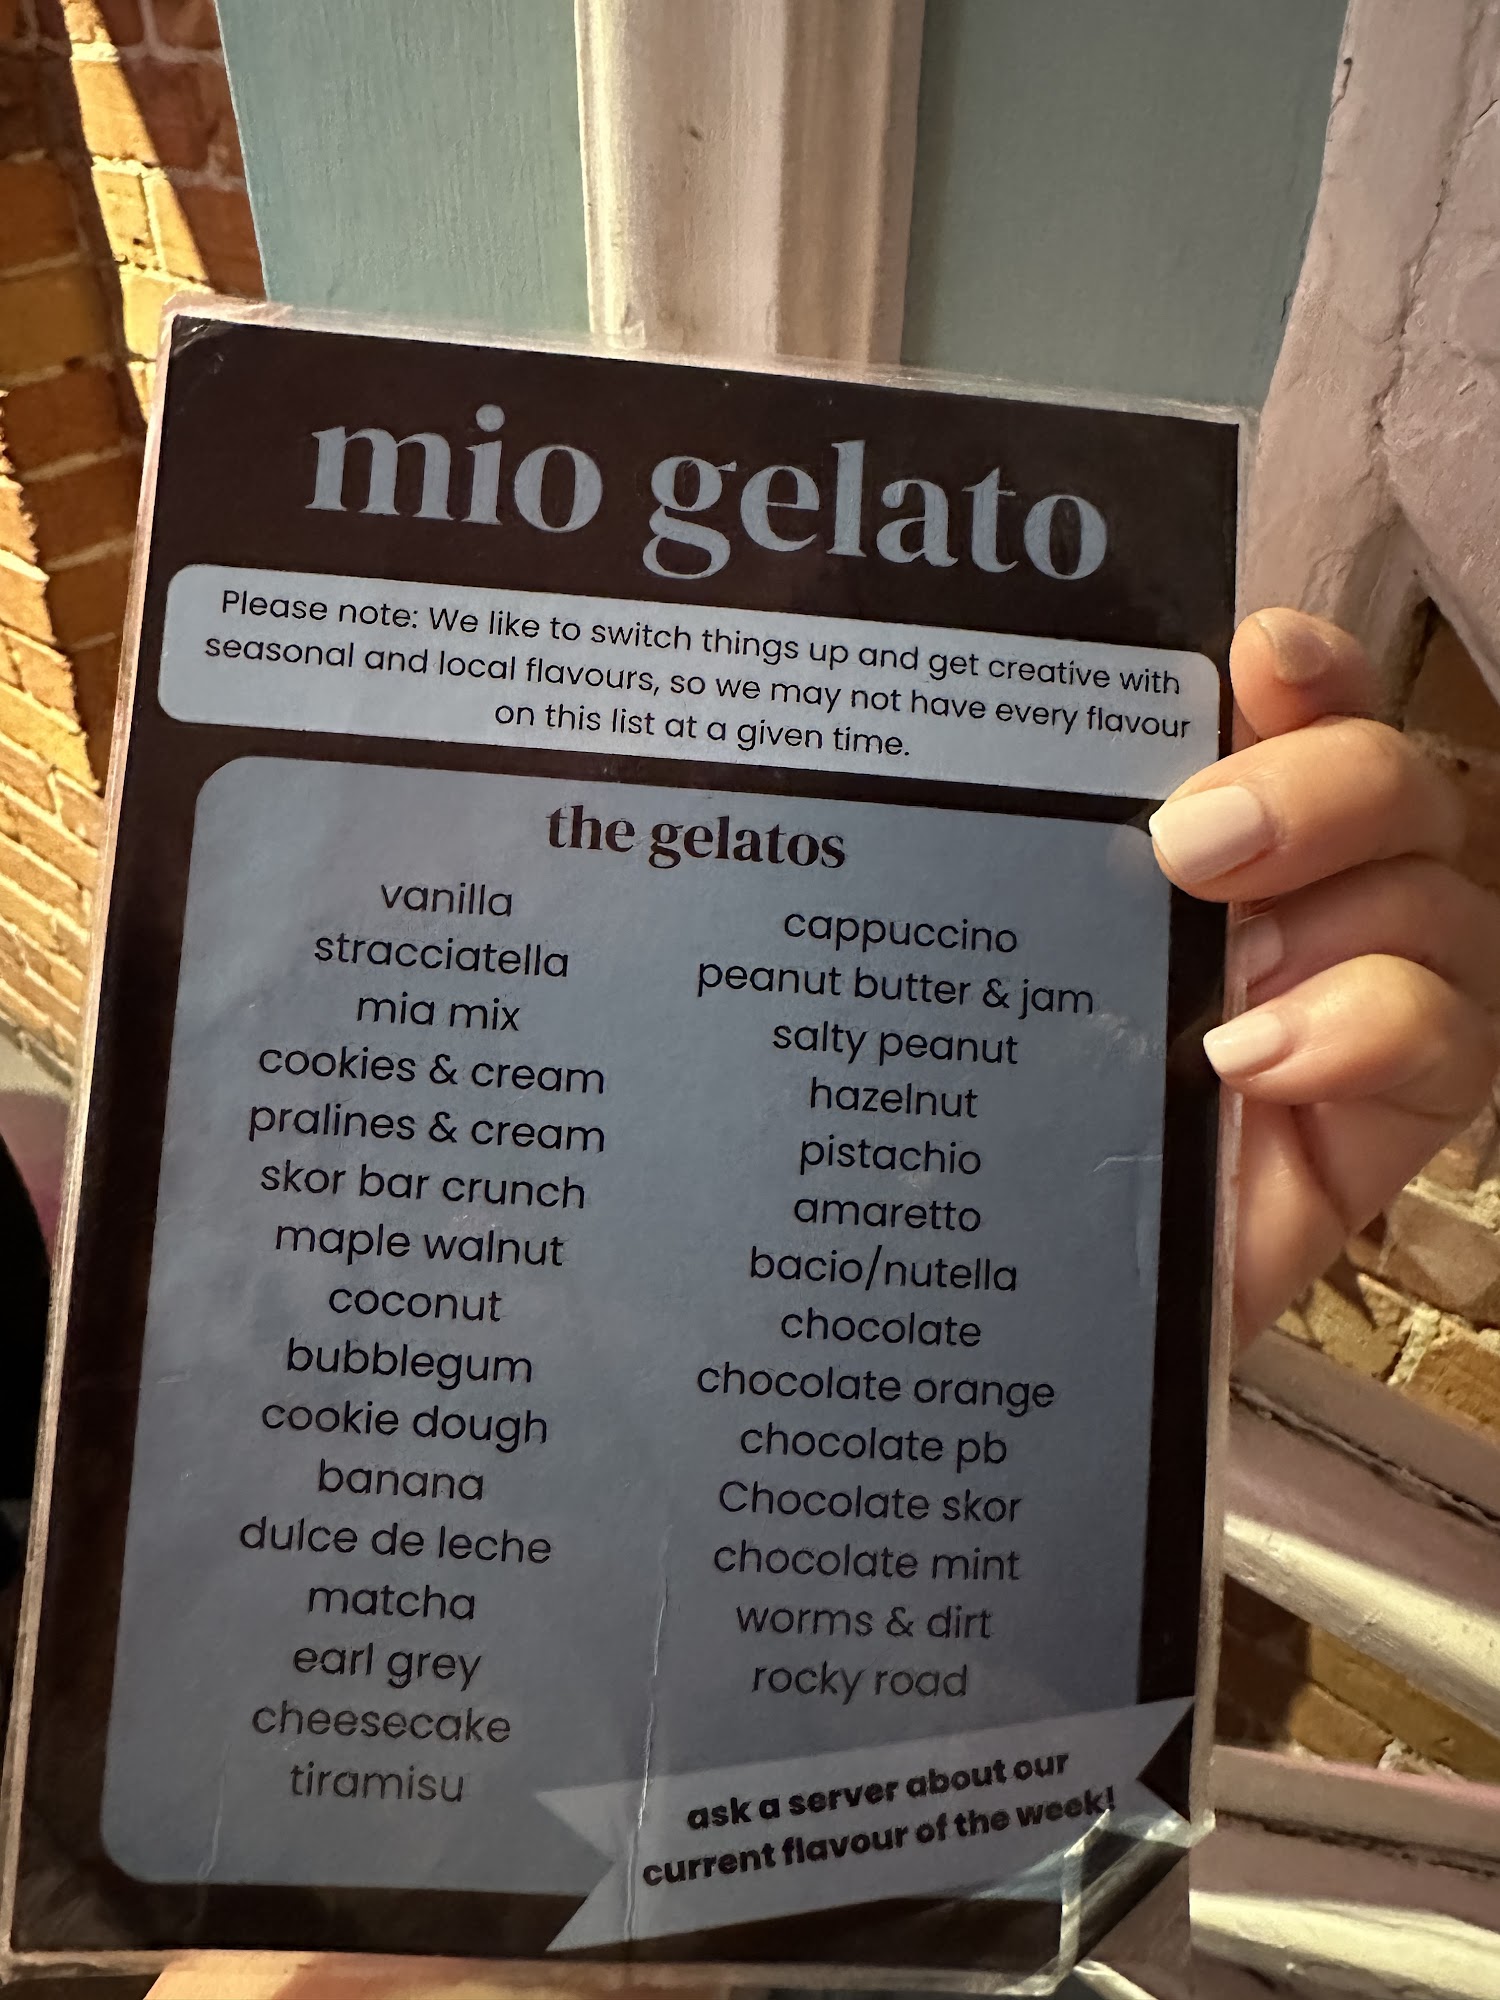 mio gelato
Please note: We like to switch things up and get creative with
seasonal and local flavours, so we may not have every flavour
on this list at a given time.
the gelatos
vanilla
stracciatella
mia mix
cookies & cream
pralines & cream
skor bar crunch
maple walnut
coconut
bubblegum
cookie dough
banana
dulce de leche
matcha
earl grey
cheesecake
tiramisu
cappuccino
peanut butter & jam
salty peanut
hazelnut
pistachio
amaretto
bacio/nutella
chocolate
chocolate orange
chocolate pb
Chocolate skor
chocolate mint
worms & dirt
rocky road
ask a server about our
current flavour of the week!